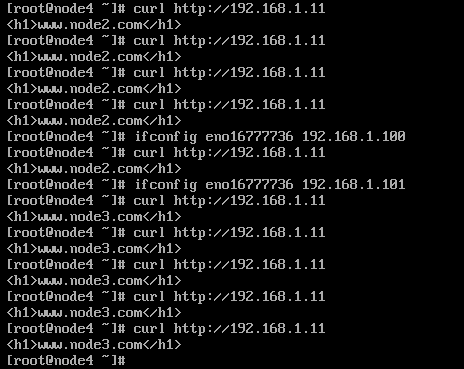 [root@node4 ~]# curl http://192.168.1.11
<h1>www.node2.com</h1>
[root@node4 ~]# curl http://192.168.1.11
<h1>www.node2.com</h1>
[root@node4 ~]# curl http://192.168.1.11
<h1>www.node2.com</h1>
[root@node4 ~]# curl http://192.168.1.11
<h1>www.node2.com</h1>
[root@node4 ~]# ifconfig eno16777736 192.168.1.100
[root@node4 ~]# curl http://192.168.1.11
<h1>www.node2.com</h1>
[root@node4 ~]# ifconfig eno16777736 192.168.1.101
[root@node4 ~]# curl http://192.168.1.11
<h1>www.node3.com</h1>
[root@node4 ~]# curl http://192.168.1.11
<h1>www.node3.com</h1>
[root@node4 ~]# curl http://192.168.1.11
<h1>www.node3.com</h1>
[root@node4 ~]# curl http://192.168.1.11
<h1>www.node3.com</h1>
[root@node4 ~]# curl http://192.168.1.11
<h1>www.node3.com</h1>
[root@node4 ~]#